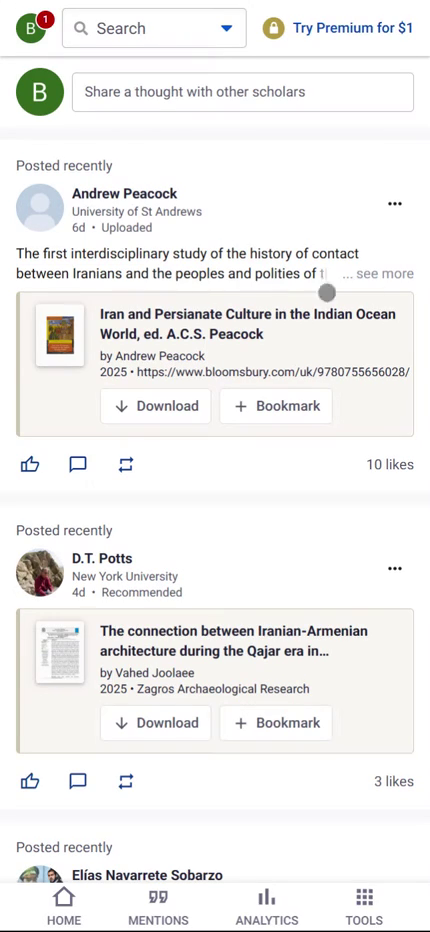 B 1 Search Try Premium for $1
B Share a thought with other scholars
Posted recently
Andrew Peacock
University of St Andrews
6d • Uploaded
The first interdisciplinary study of the history of contact
between Iranians and the peoples and polities of t ... see more
Iran and Persianate Culture in the Indian Ocean
World, ed. A.C.S. Peacock
by Andrew Peacock
2025 • https://www.bloomsbury.com/uk/9780755656028/
Download Bookmark
10 likes
Posted recently
D.T. Potts
New York University
4d • Recommended
The connection between Iranian-Armenian
architecture during the Qajar era in...
by Vahed Joolaee
2025 • Zagros Archaeological Research
Download Bookmark
3 likes
Posted recently
Elías Navarrete Sobarzo
HOME MENTIONS ANALYTICS TOOLS